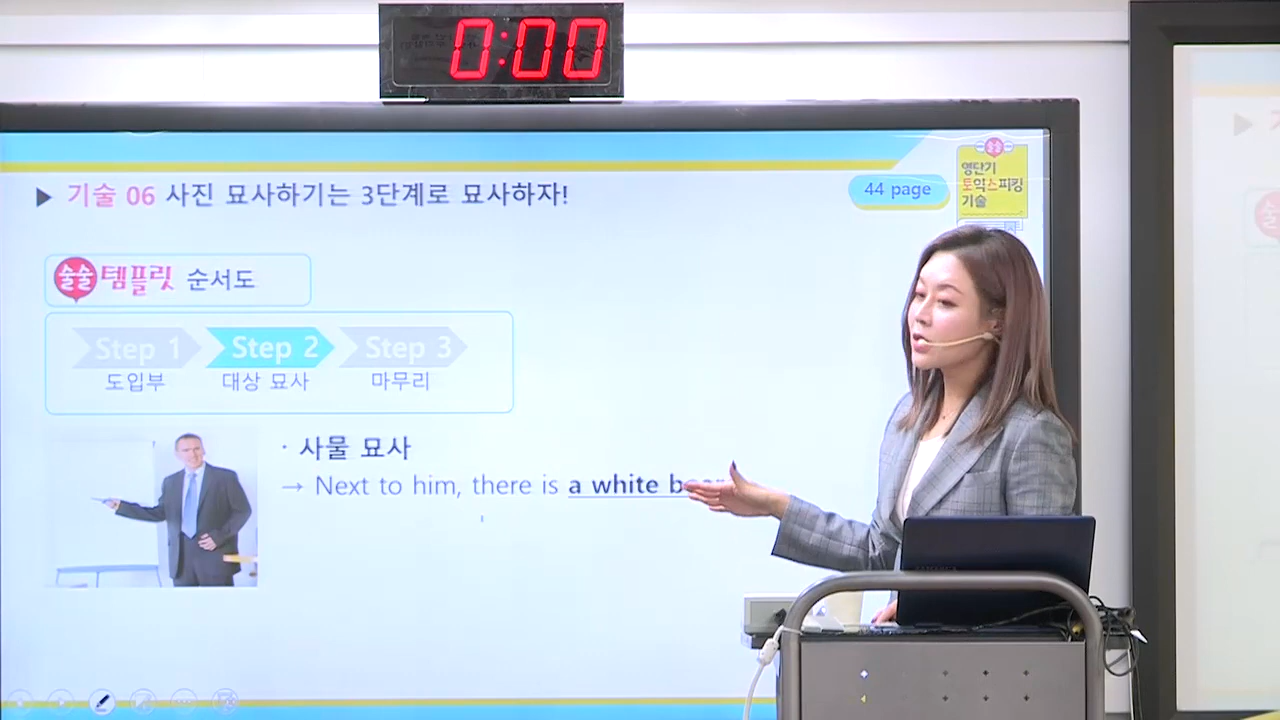 0:00
▶ 기술 06 사진 묘사하기는 3단계로 묘사하자!
44 page
술술
영단기
토익스피킹
기술
술술템플릿 순서도
Step 1 Step 2 Step 3
도입부 대상 묘사 마무리
· 사물 묘사
→ Next to him, there is a white